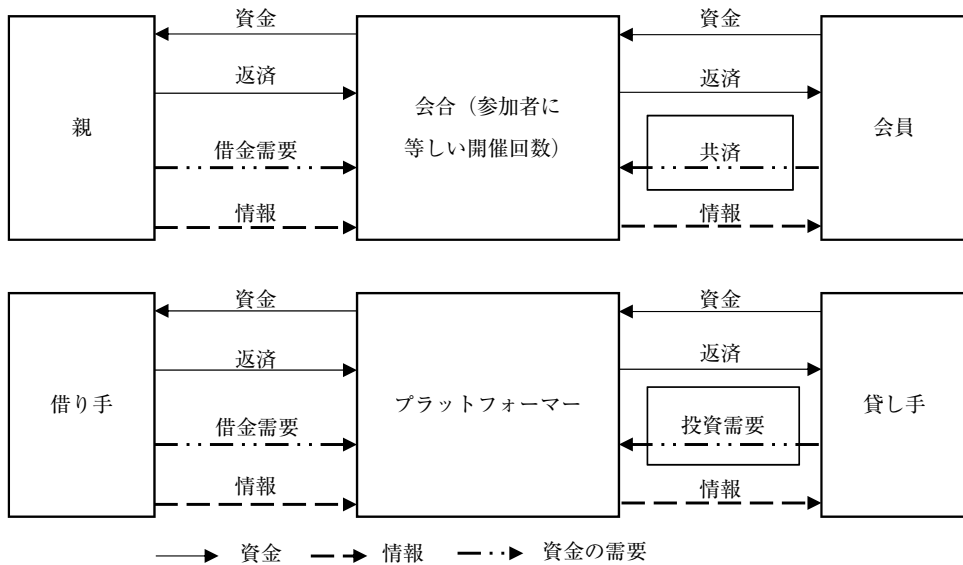 資金
資金
返済
返済
親
会合（参加者に
等しい開催回数）
会員
借金需要
共済
情報
情報
資金
資金
返済
返済
借り手
プラットフォーマー
貸し手
借金需要
投資需要
情報
情報
資金
情報
資金の需要